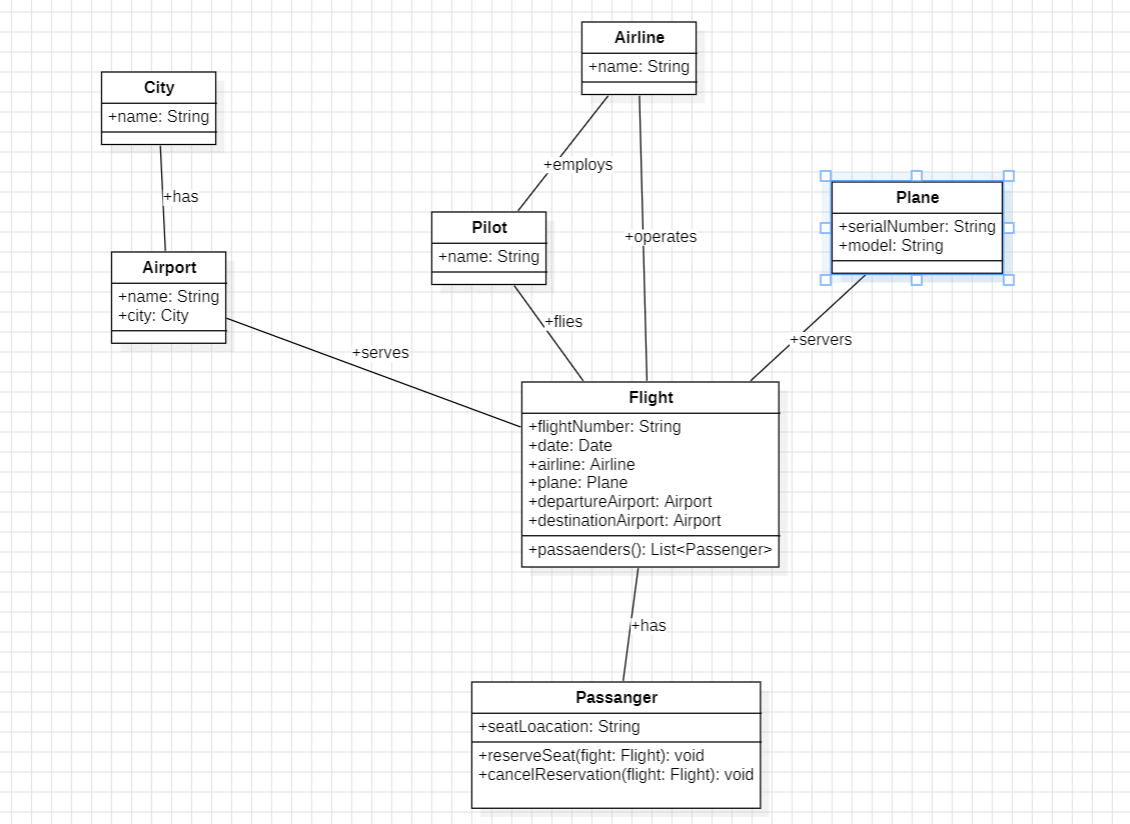 Airline
+name: String
City
+name: String
+employs
+has
Plane
+serialNumber: String
+model: String
Pilot
+name: String
+operates
Airport
+name: String
+city: City
+flies
+servers
+serves
Flight
+flightNumber: String
+date: Date
+airline: Airline
+plane: Plane
+departureAirport: Airport
+destinationAirport: Airport
+passaenders(): List<Passenger>
+has
Passanger
+seatLoacation: String
+reserveSeat(fight: Flight): void
+cancelReservation(flight: Flight): void